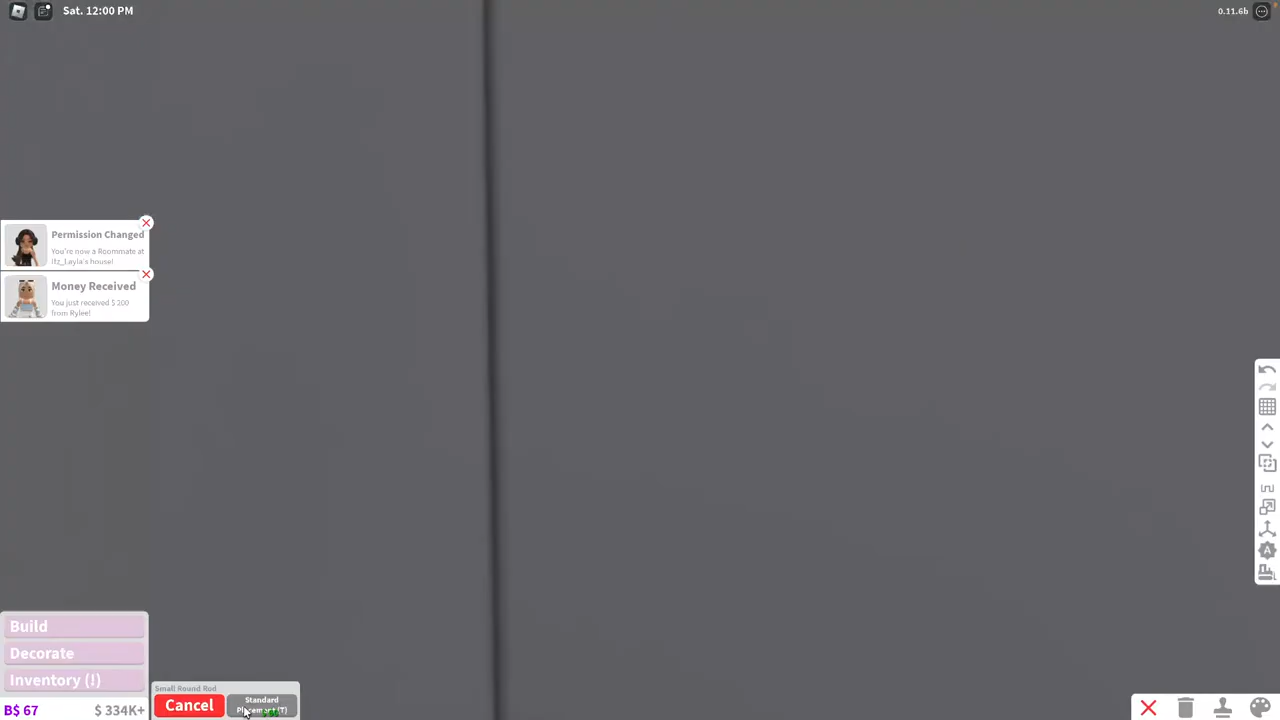 Sat. 12:00 PM
0.11.6b
Permission Changed
You're now a Roommate at
Itz_Layla's house!
Money Received
You just received $ 200
from Rylee!
Build
Decorate
Inventory (!)
B$ 67
$ 334K+
Small Round Rod
Cancel
Standard
Placement (T)
A